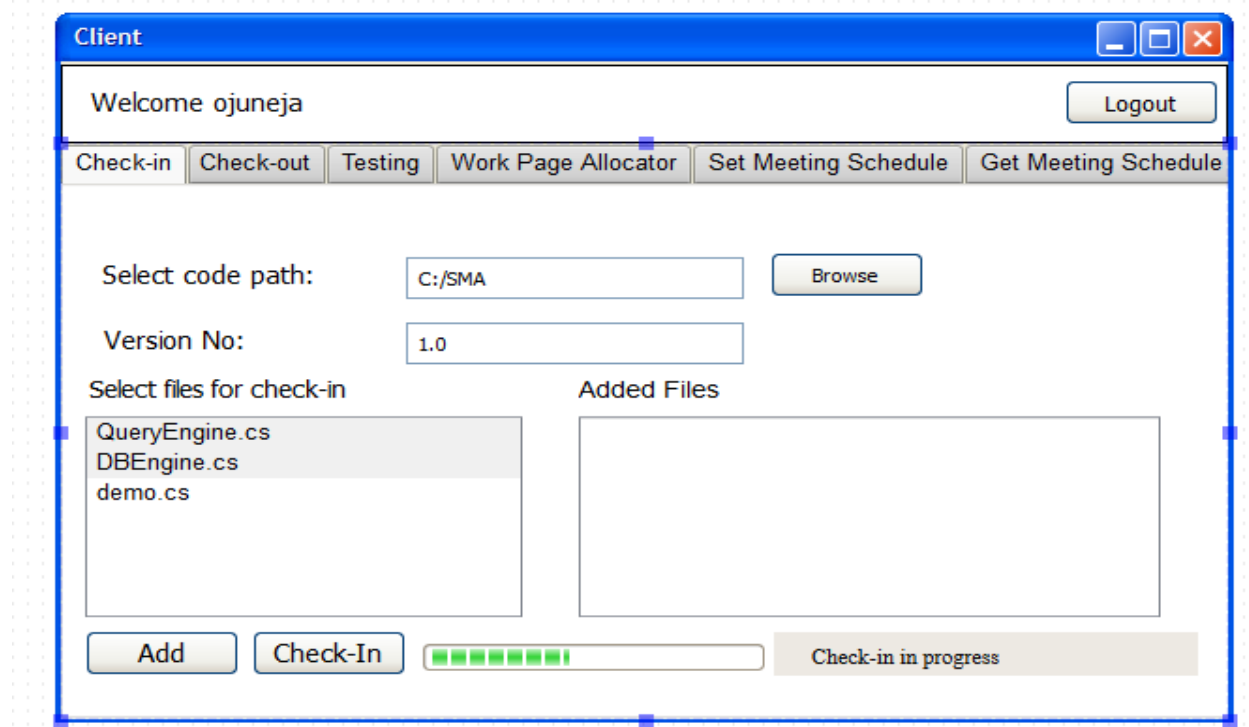 Client
Welcome ojuneja
Logout
Check-in Check-out Testing Work Page Allocator Set Meeting Schedule Get Meeting Schedule
Select code path: C:/SMA Browse
Version No: 1.0
Select files for check-in Added Files
QueryEngine.cs
DBEngine.cs
demo.cs
Add Check-In Check-in in progress